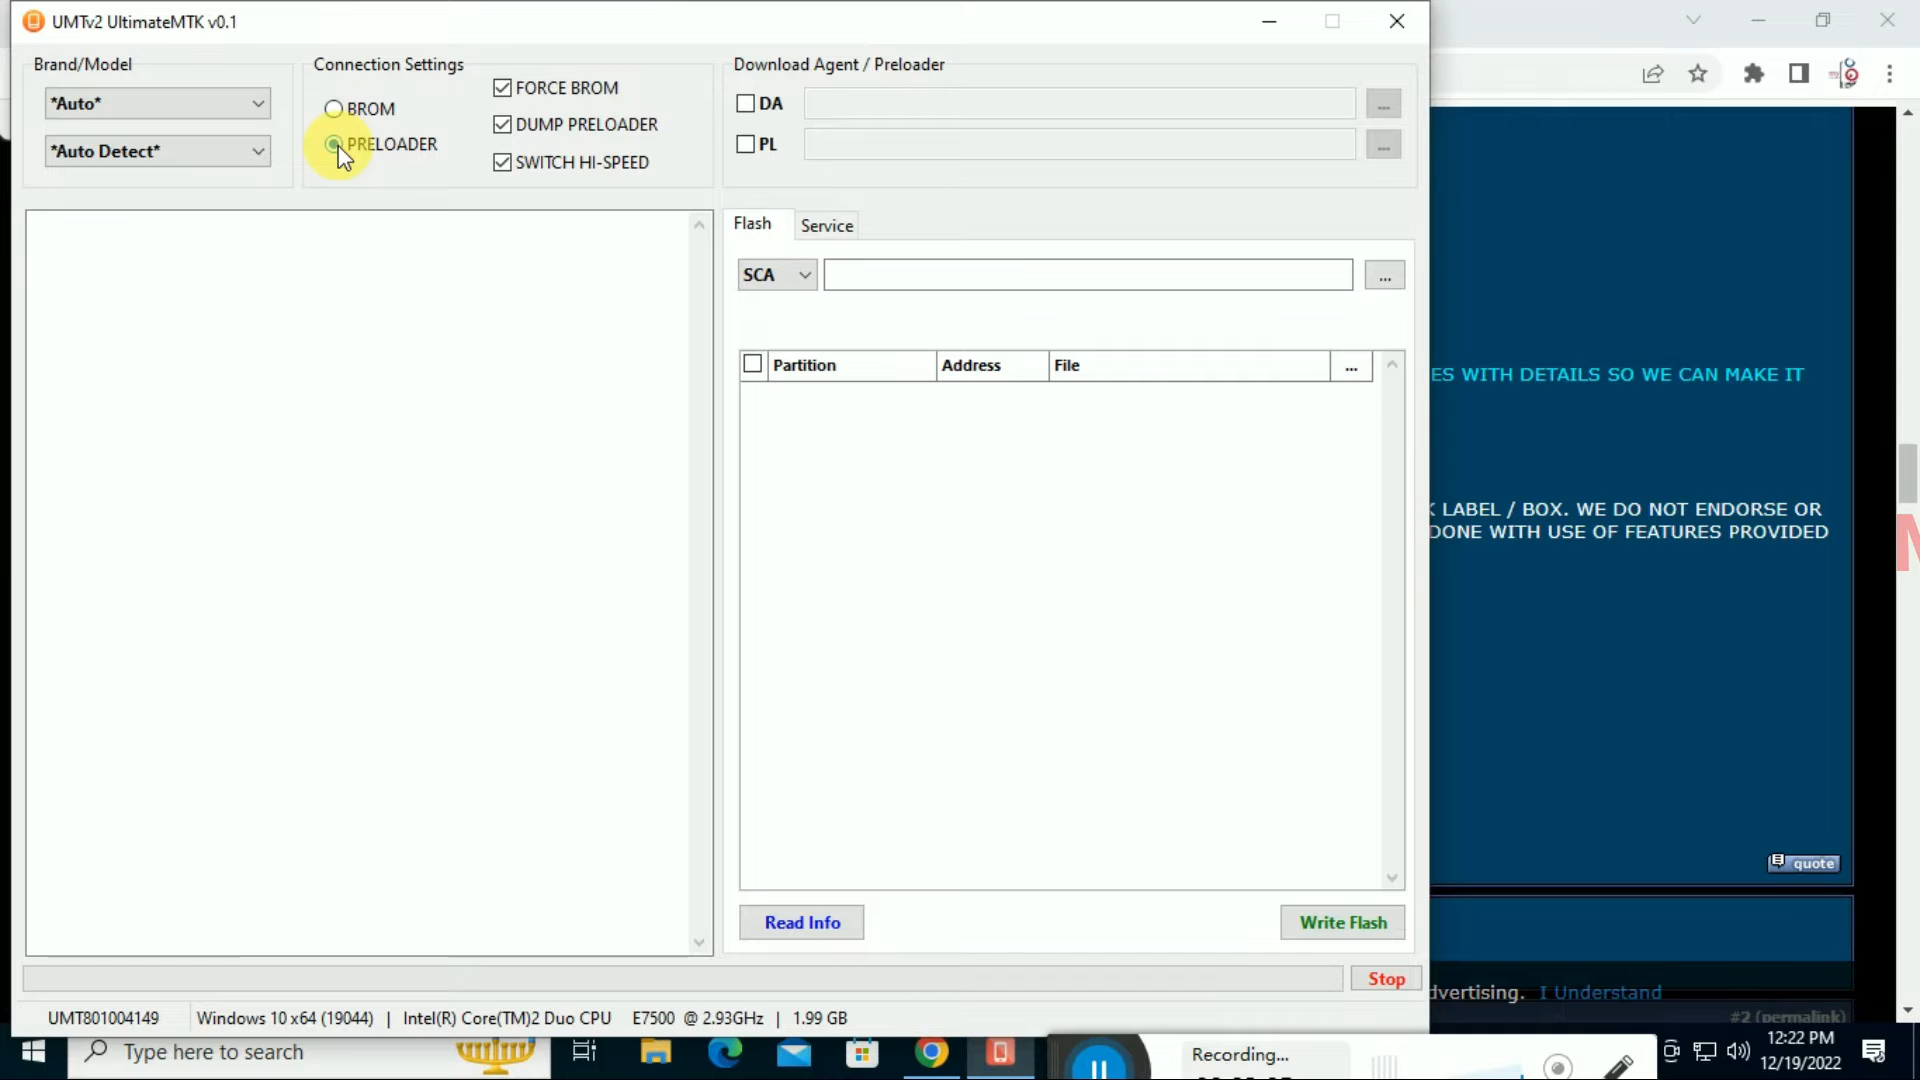 UMTv2 UltimateMTK v0.1
Brand/Model
*Auto*
*Auto Detect*
Connection Settings
BROM
PRELOADER
FORCE BROM
DUMP PRELOADER
SWITCH HI-SPEED
Download Agent / Preloader
DA
...
PL
...
Flash
Service
SCA
...
Partition
Address
File
...
Read Info
Write Flash
Stop
UMT801004149
Windows 10 x64 (19044) | Intel(R) Core(TM)2 Duo CPU E7500 @ 2.93GHz | 1.99 GB
ES WITH DETAILS SO WE CAN MAKE IT
LABEL / BOX. WE DO NOT ENDORSE OR
DONE WITH USE OF FEATURES PROVIDED
quote
dvertising. I Understand
#2 (permalink)
Type here to search
Recording...
12:22 PM
12/19/2022